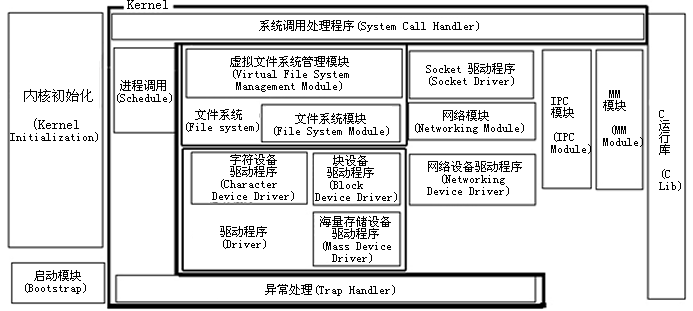 Kernel
系统调用处理程序(System Call Handler)
内核初始化
(Kernel
Initialization)
进程调用
(Schedule)
虚拟文件系统管理模块
(Virtual File System
Management Module)
文件系统
(File system)
文件系统模块
(File System Module)
Socket 驱动程序
(Socket Driver)
网络模块
(Networking Module)
IPC
模块
(IPC
Module)
MM
模块
(MM
Module)
C
运
行
库
(C
Lib)
字符设备
驱动程序
(Character
Device Driver)
块设备
驱动程序
(Block
Device Driver)
网络设备驱动程序
(Networking
Device Driver)
驱动程序
(Driver)
海量存储设备
驱动程序
(Mass Device
Driver)
启动模块
(Bootstrap)
异常处理(Trap Handler)